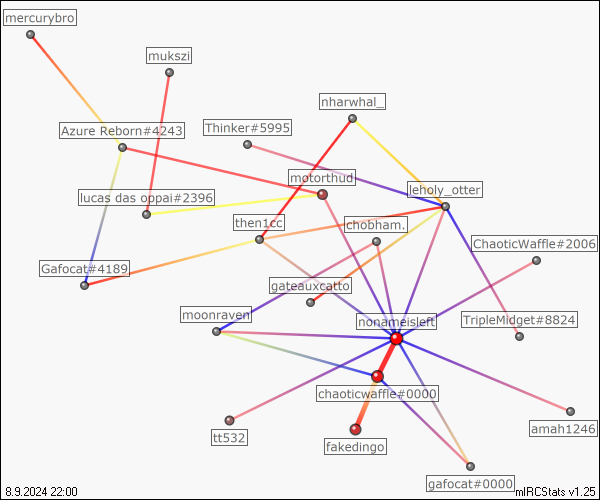 mercurybro
mukszi
nharwhal_
Azure Reborn#4243
Thinker#5995
motorthud
leholy_otter
lucas das oppai#2396
then1cc
chobham.
ChaoticWaffle#2006
Gafocat#4189
gateauxcatto
moonraven
nonameisleft
TripleMidget#8824
chaoticwaffle#0000
tt532
fakedingo
amah1246
gafocat#0000
8.9.2024 22:00
mIRCStats v1.25